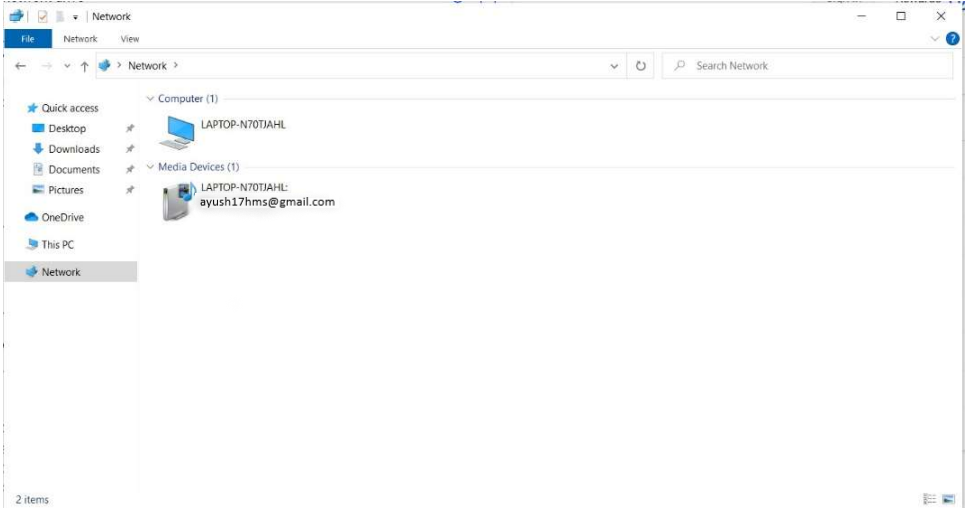 Network
File Network View
Network
Search Network
Quick access
Desktop
Downloads
Documents
Pictures
OneDrive
This PC
Network
Computer (1)
LAPTOP-N70TJAHL
Media Devices (1)
LAPTOP-N70TJAHL:
ayush17hms@gmail.com
2 items